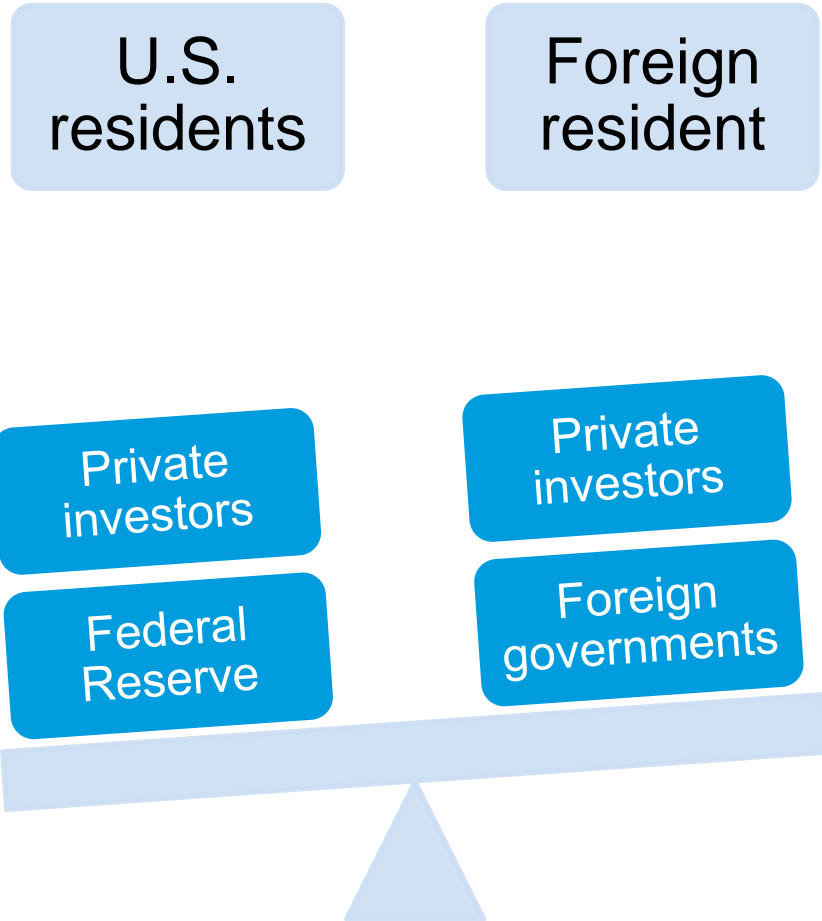 U.S.
residents
Foreign
resident
Private
investors
Federal
Reserve
Private
investors
Foreign
governments